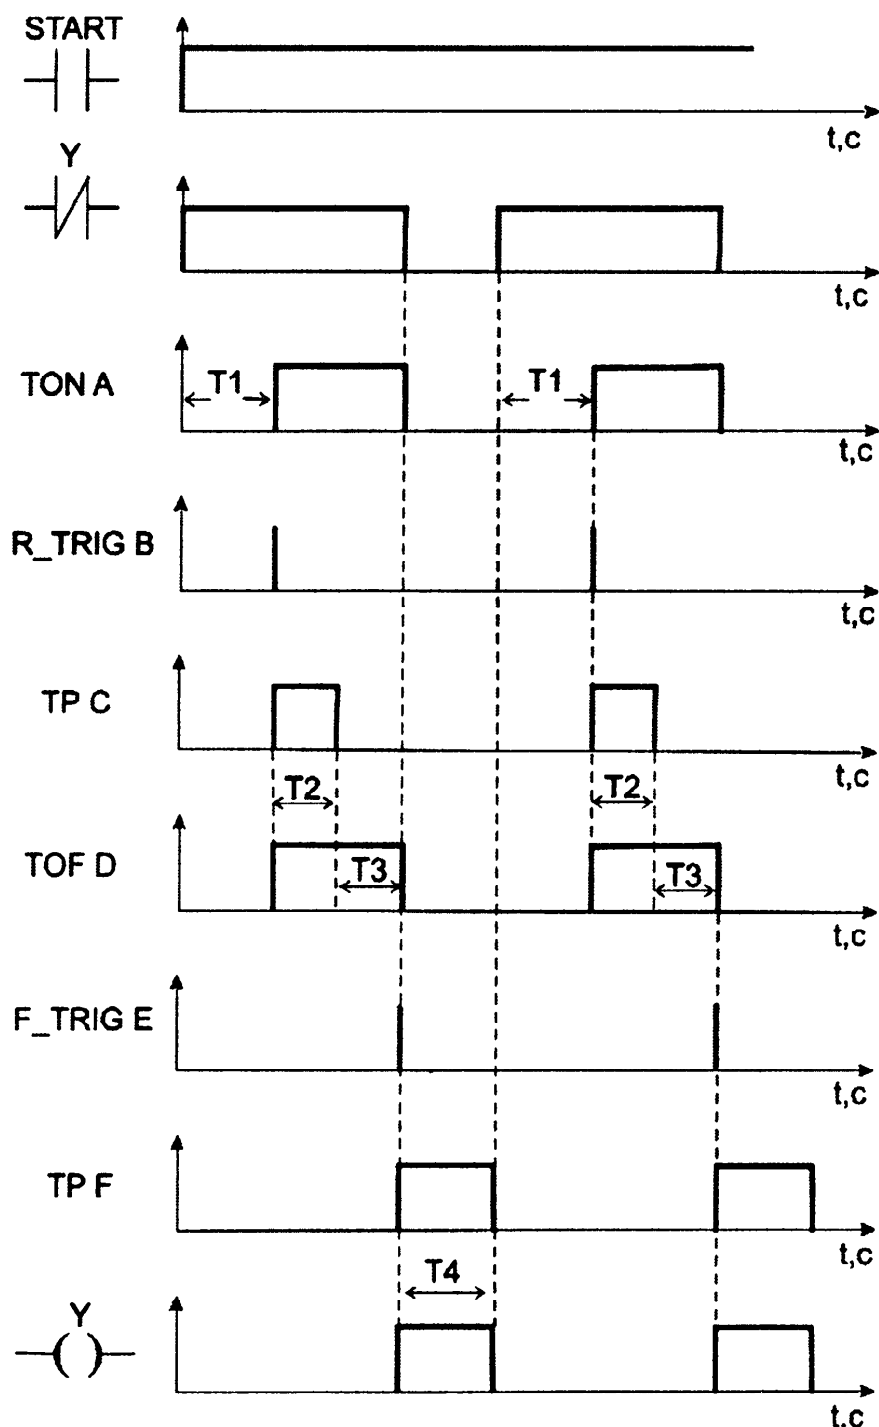 START
t,c
Y
t,c
TON A
T1
T1
t,c
R_TRIG B
t,c
TP C
t,c
T2
T2
TOF D
T3
T3
t,c
F_TRIG E
t,c
TP F
t,c
T4
Y
( )
t,c